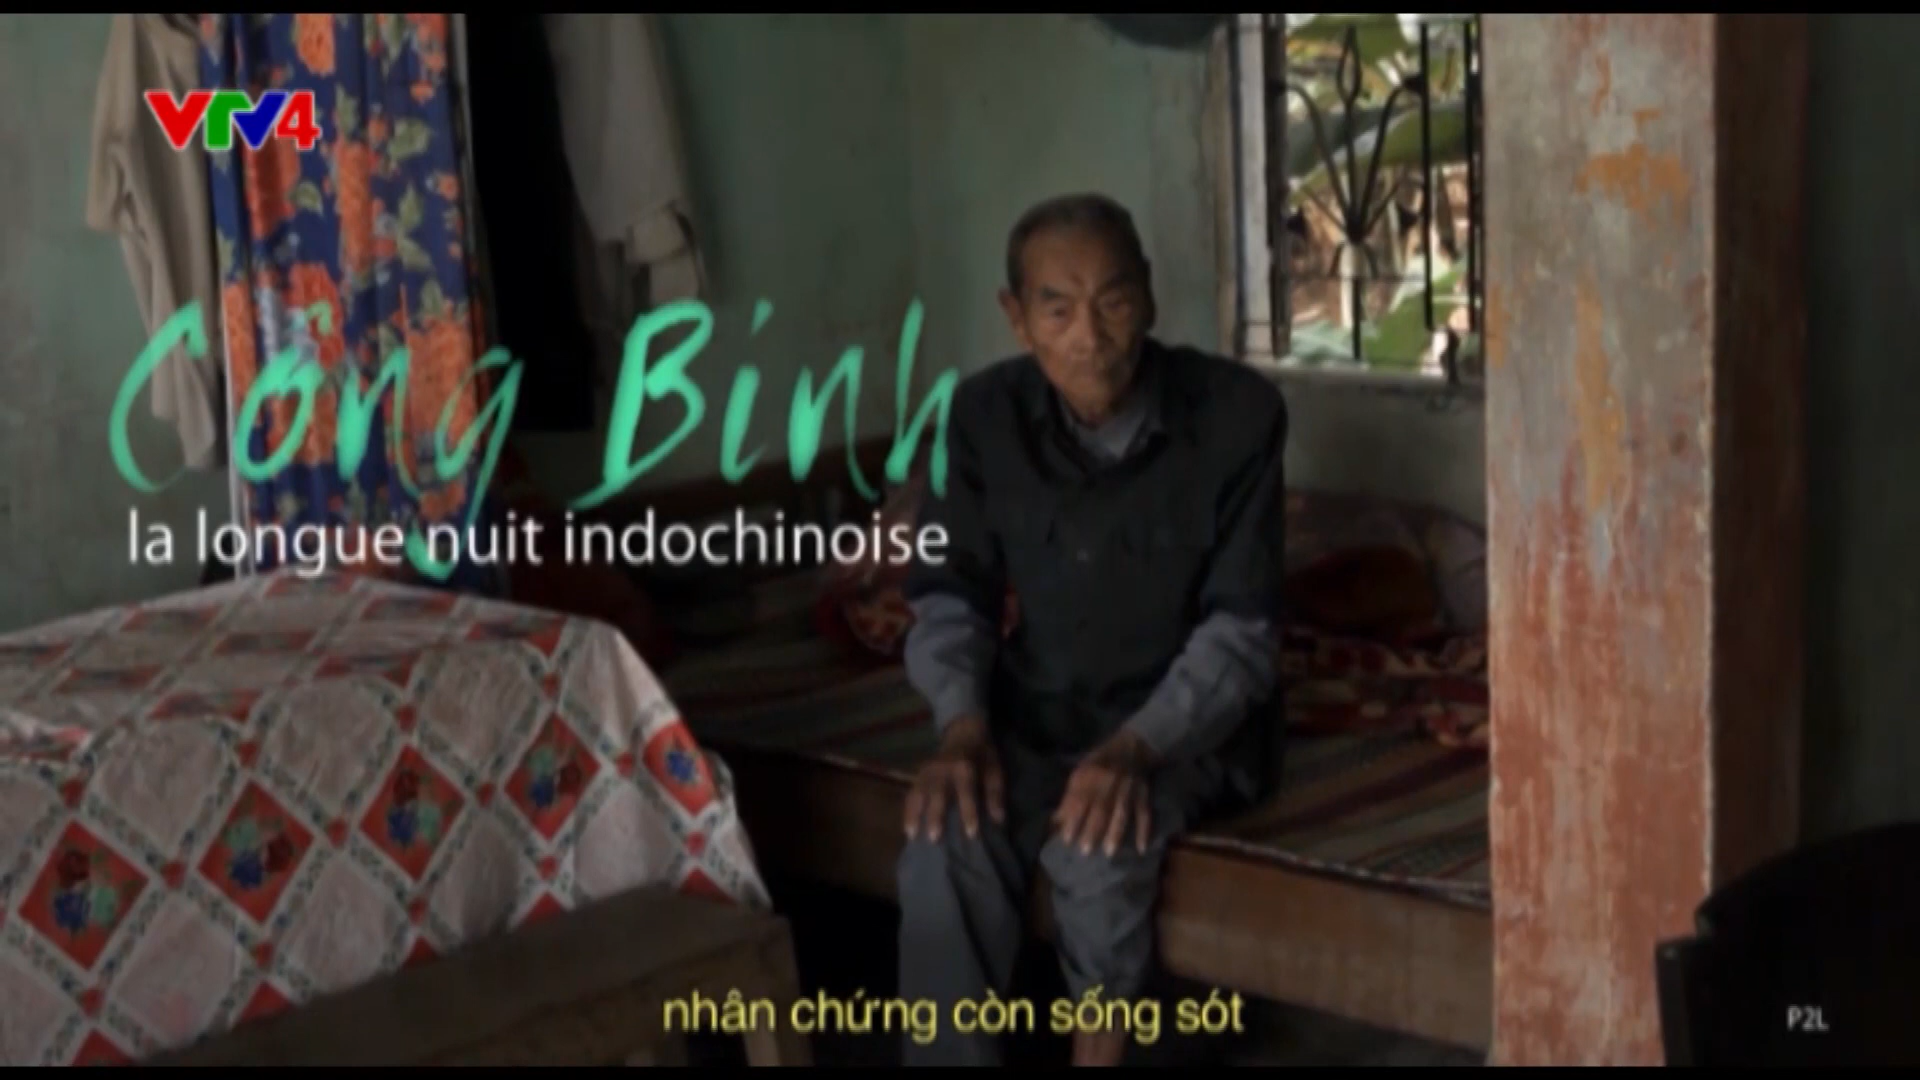 VTV4
Công Binh
la longue nuit indochinoise
nhân chứng còn sống sót
P2L